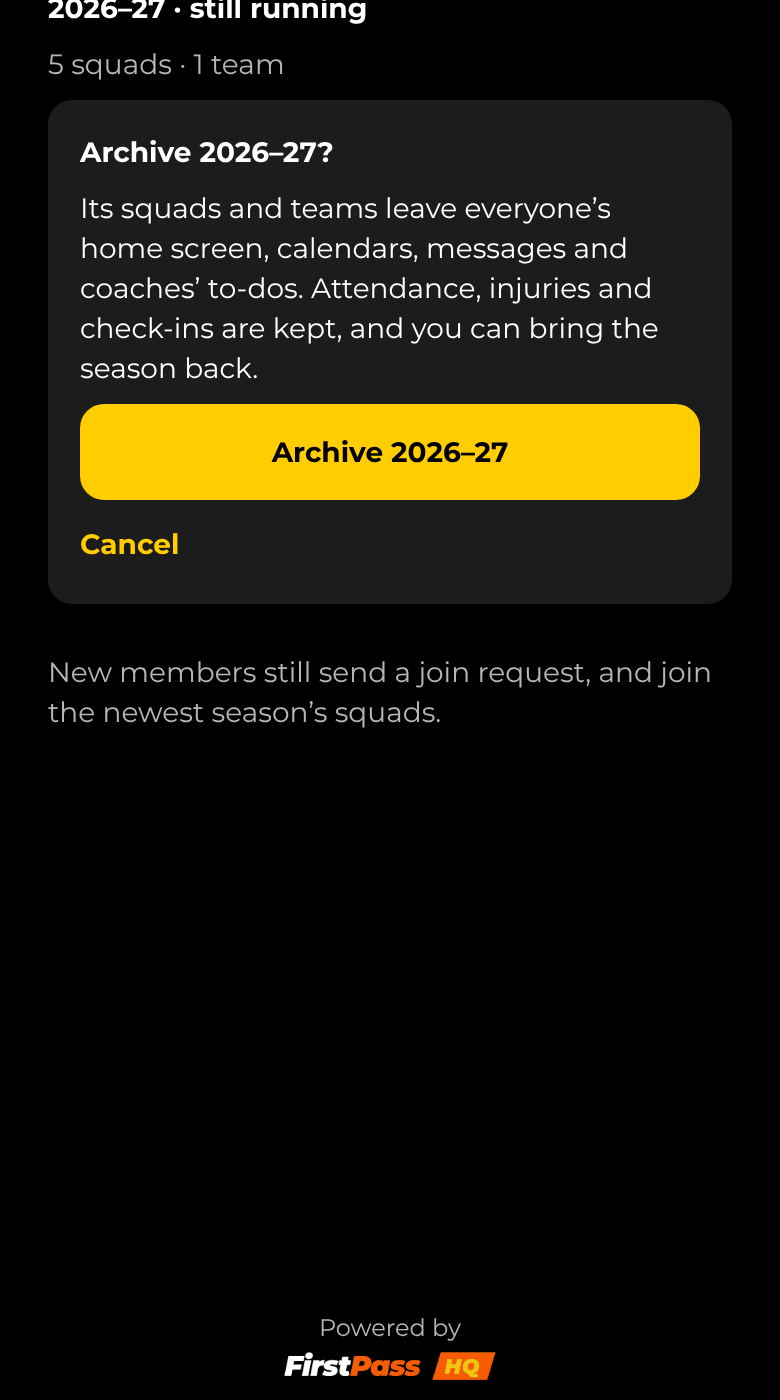 2026–27 · still running
5 squads · 1 team
Archive 2026–27?
Its squads and teams leave everyone’s
home screen, calendars, messages and
coaches’ to-dos. Attendance, injuries and
check-ins are kept, and you can bring the
season back.
Archive 2026–27
Cancel
New members still send a join request, and join
the newest season’s squads.
Powered by
FirstPass HQ